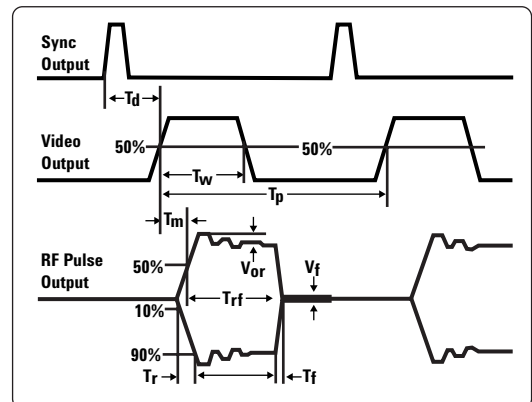 Sync
Output
Td
Video
Output
50%
50%
Tw
Tp
Tm
RF Pulse
Output
50%
Vor
Vf
Trf
10%
90%
Tr
Tf